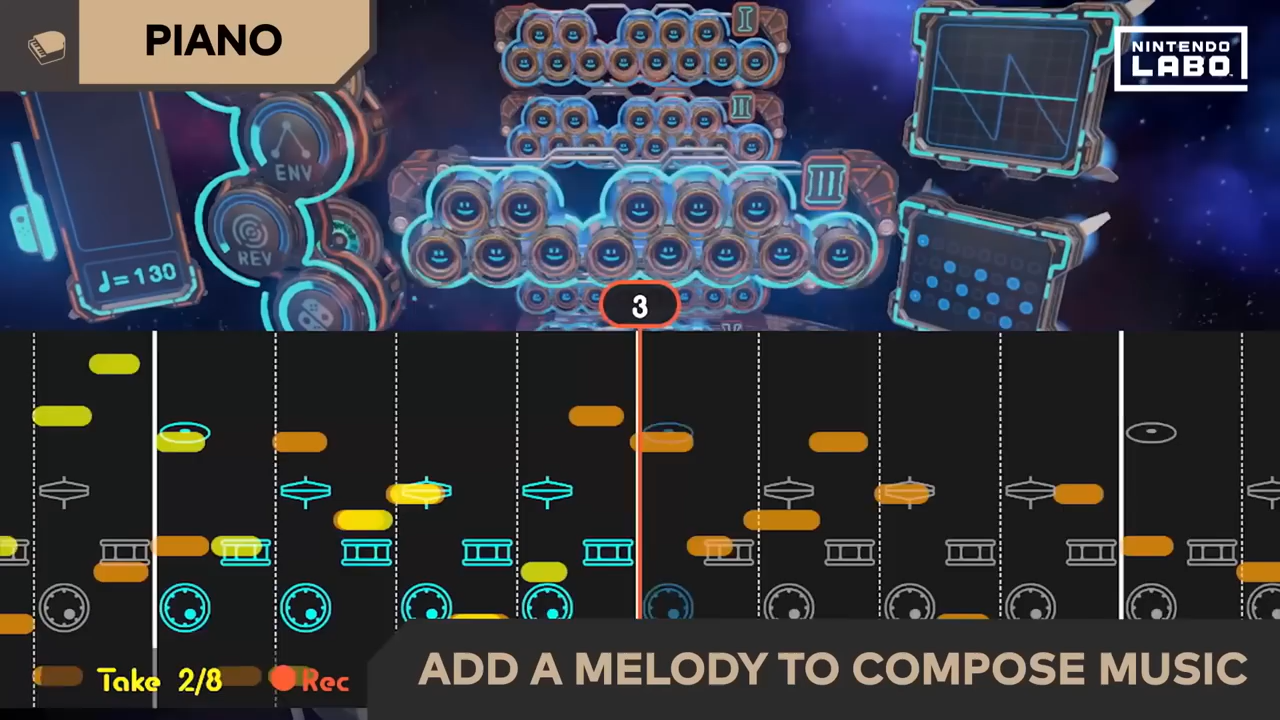 PIANO
I
NINTENDO
LABO
II
III
ENV
REV
♩=130
3
Take 2/8
Rec
ADD A MELODY TO COMPOSE MUSIC